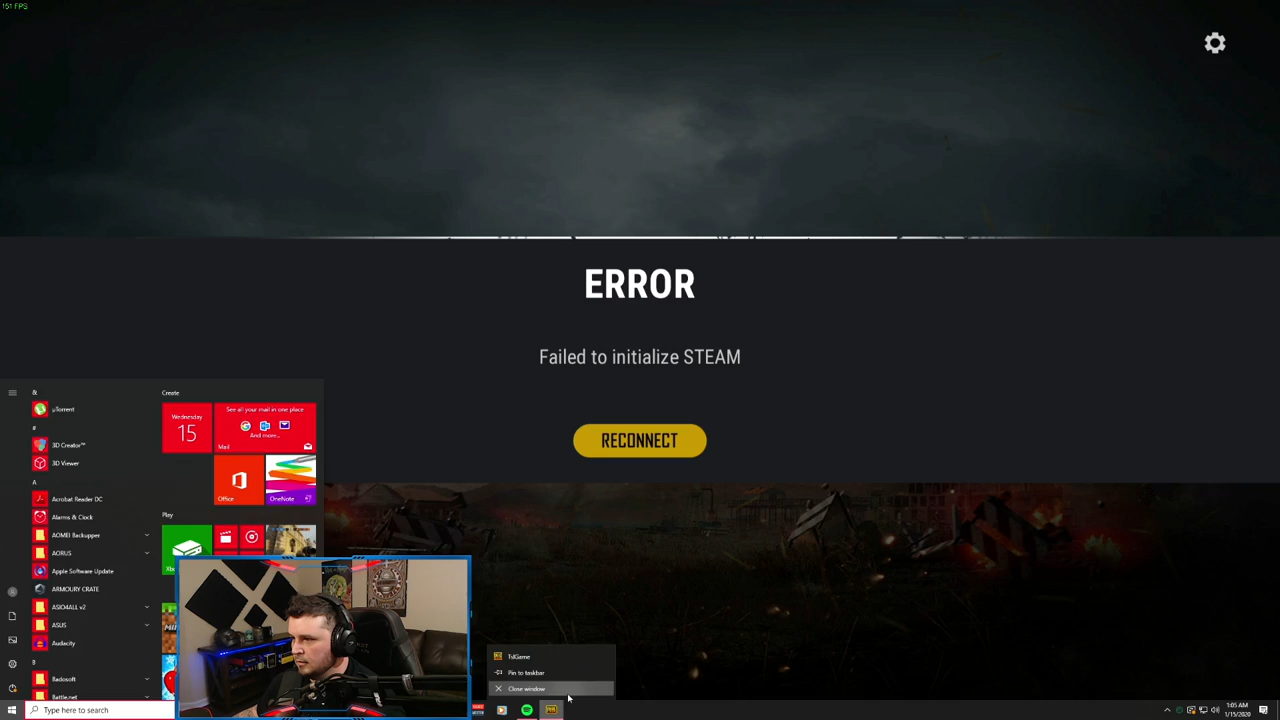 151 FPS
ERROR
Failed to initialize STEAM
RECONNECT
&
µTorrent
#
3D Creator™
3D Viewer
A
Acrobat Reader DC
Alarms & Clock
AOMEI Backupper
AORUS
Apple Software Update
ARMOURY CRATE
ASIO4ALL v2
ASUS
Audacity
B
Badosoft
Battle.net
Create
Wednesday
15
See all your mail in one place
And more...
Mail
Office
OneNote
Play
TslGame
Pin to taskbar
Close window
Type here to search
1:05 AM
1/15/2020